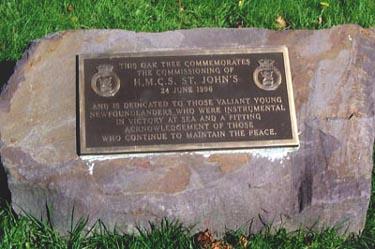 THIS OAK TREE COMMEMORATES
THE COMMISSIONING OF
H.M.C.S. ST. JOHN'S
24 JUNE 1996
AND IS DEDICATED TO THOSE VALIANT YOUNG
NEWFOUNDLANDERS WHO WERE INSTRUMENTAL
IN VICTORY AT SEA AND A FITTING
ACKNOWLEDGEMENT OF THOSE
WHO CONTINUE TO MAINTAIN THE PEACE.